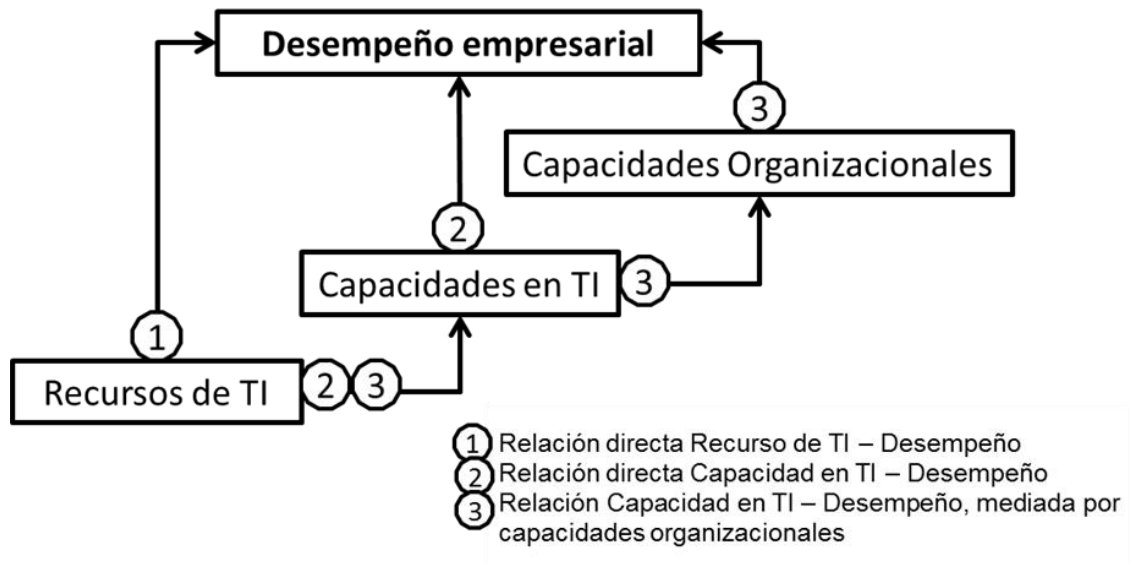 Desempeño empresarial
3
Capacidades Organizacionales
2
Capacidades en TI 3
1
Recursos de TI 2 3
1 Relación directa Recurso de TI – Desempeño
2 Relación directa Capacidad en TI – Desempeño
3 Relación Capacidad en TI – Desempeño, mediada por
capacidades organizacionales